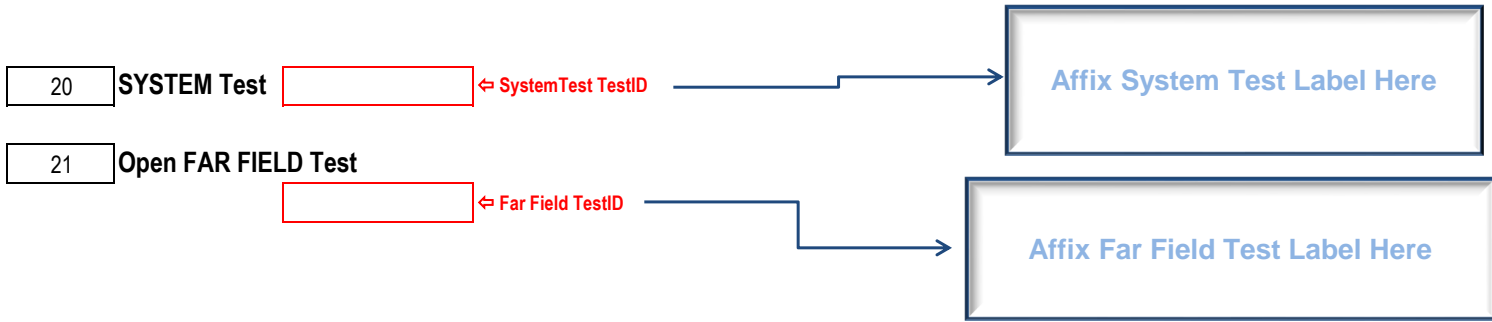 20 SYSTEM Test ⇦ SystemTest TestID Affix System Test Label Here
21 Open FAR FIELD Test
⇦ Far Field TestID Affix Far Field Test Label Here